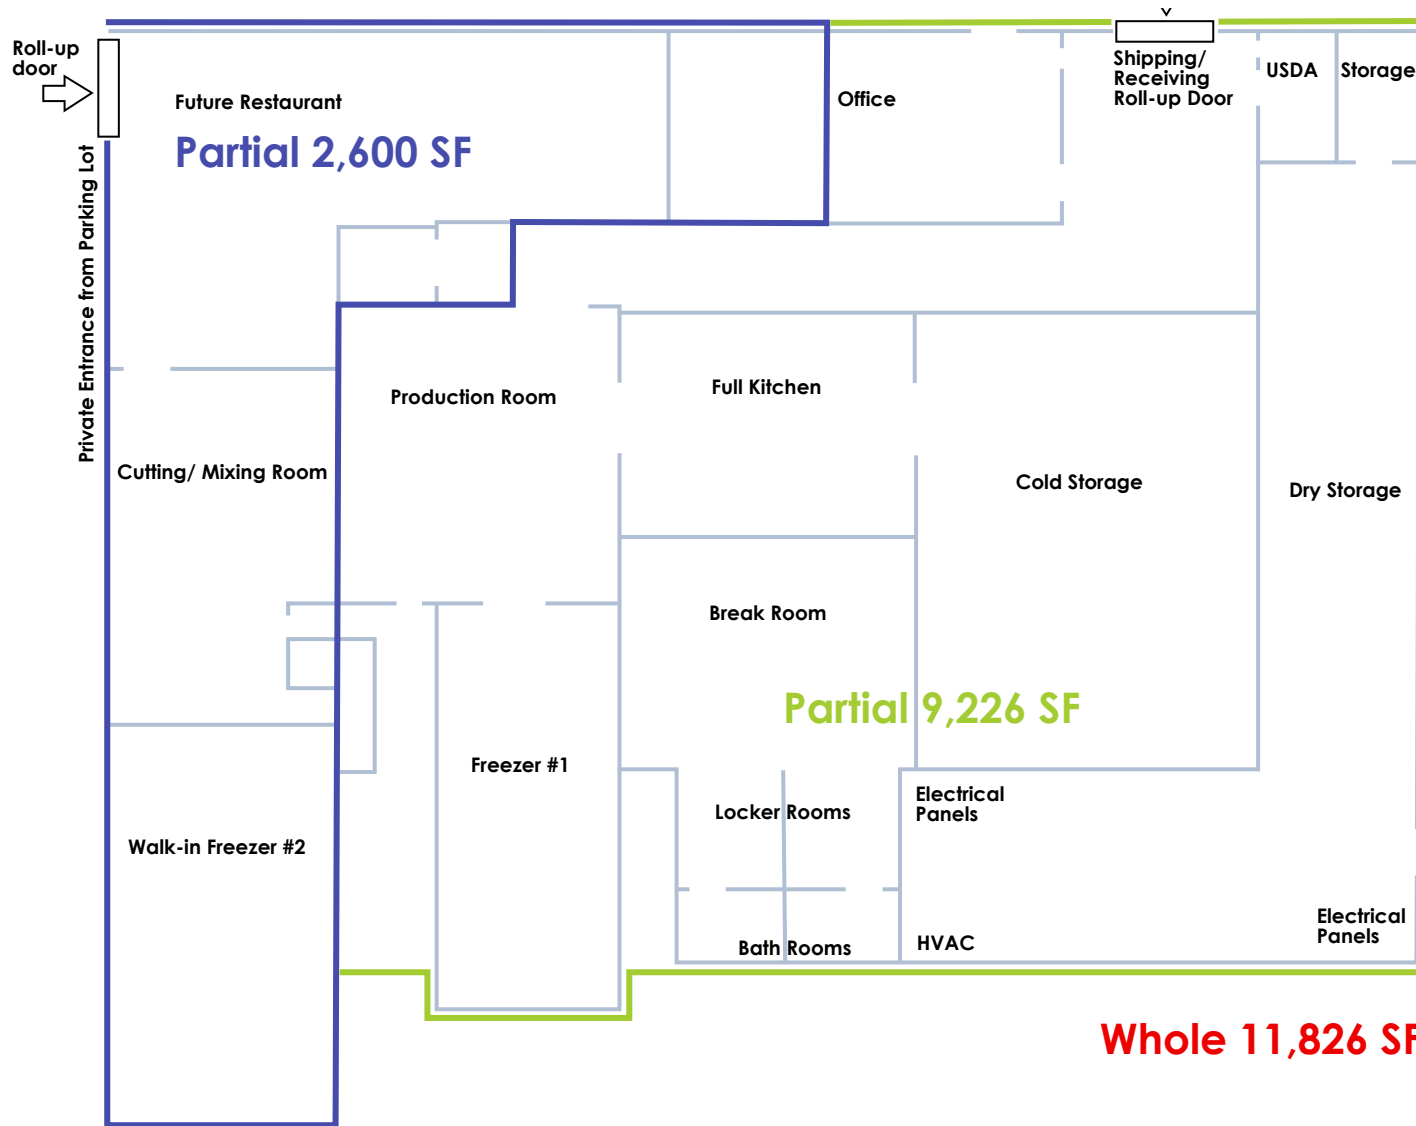 Roll-up
door
Future Restaurant
Partial 2,600 SF
Private Entrance from Parking Lot
Office
Shipping/
Receiving
Roll-up Door
USDA
Storage
Production Room
Full Kitchen
Cutting/ Mixing Room
Cold Storage
Dry Storage
Break Room
Partial 9,226 SF
Freezer #1
Locker Rooms
Electrical
Panels
Walk-in Freezer #2
Bath Rooms
HVAC
Electrical
Panels
Whole 11,826 SF